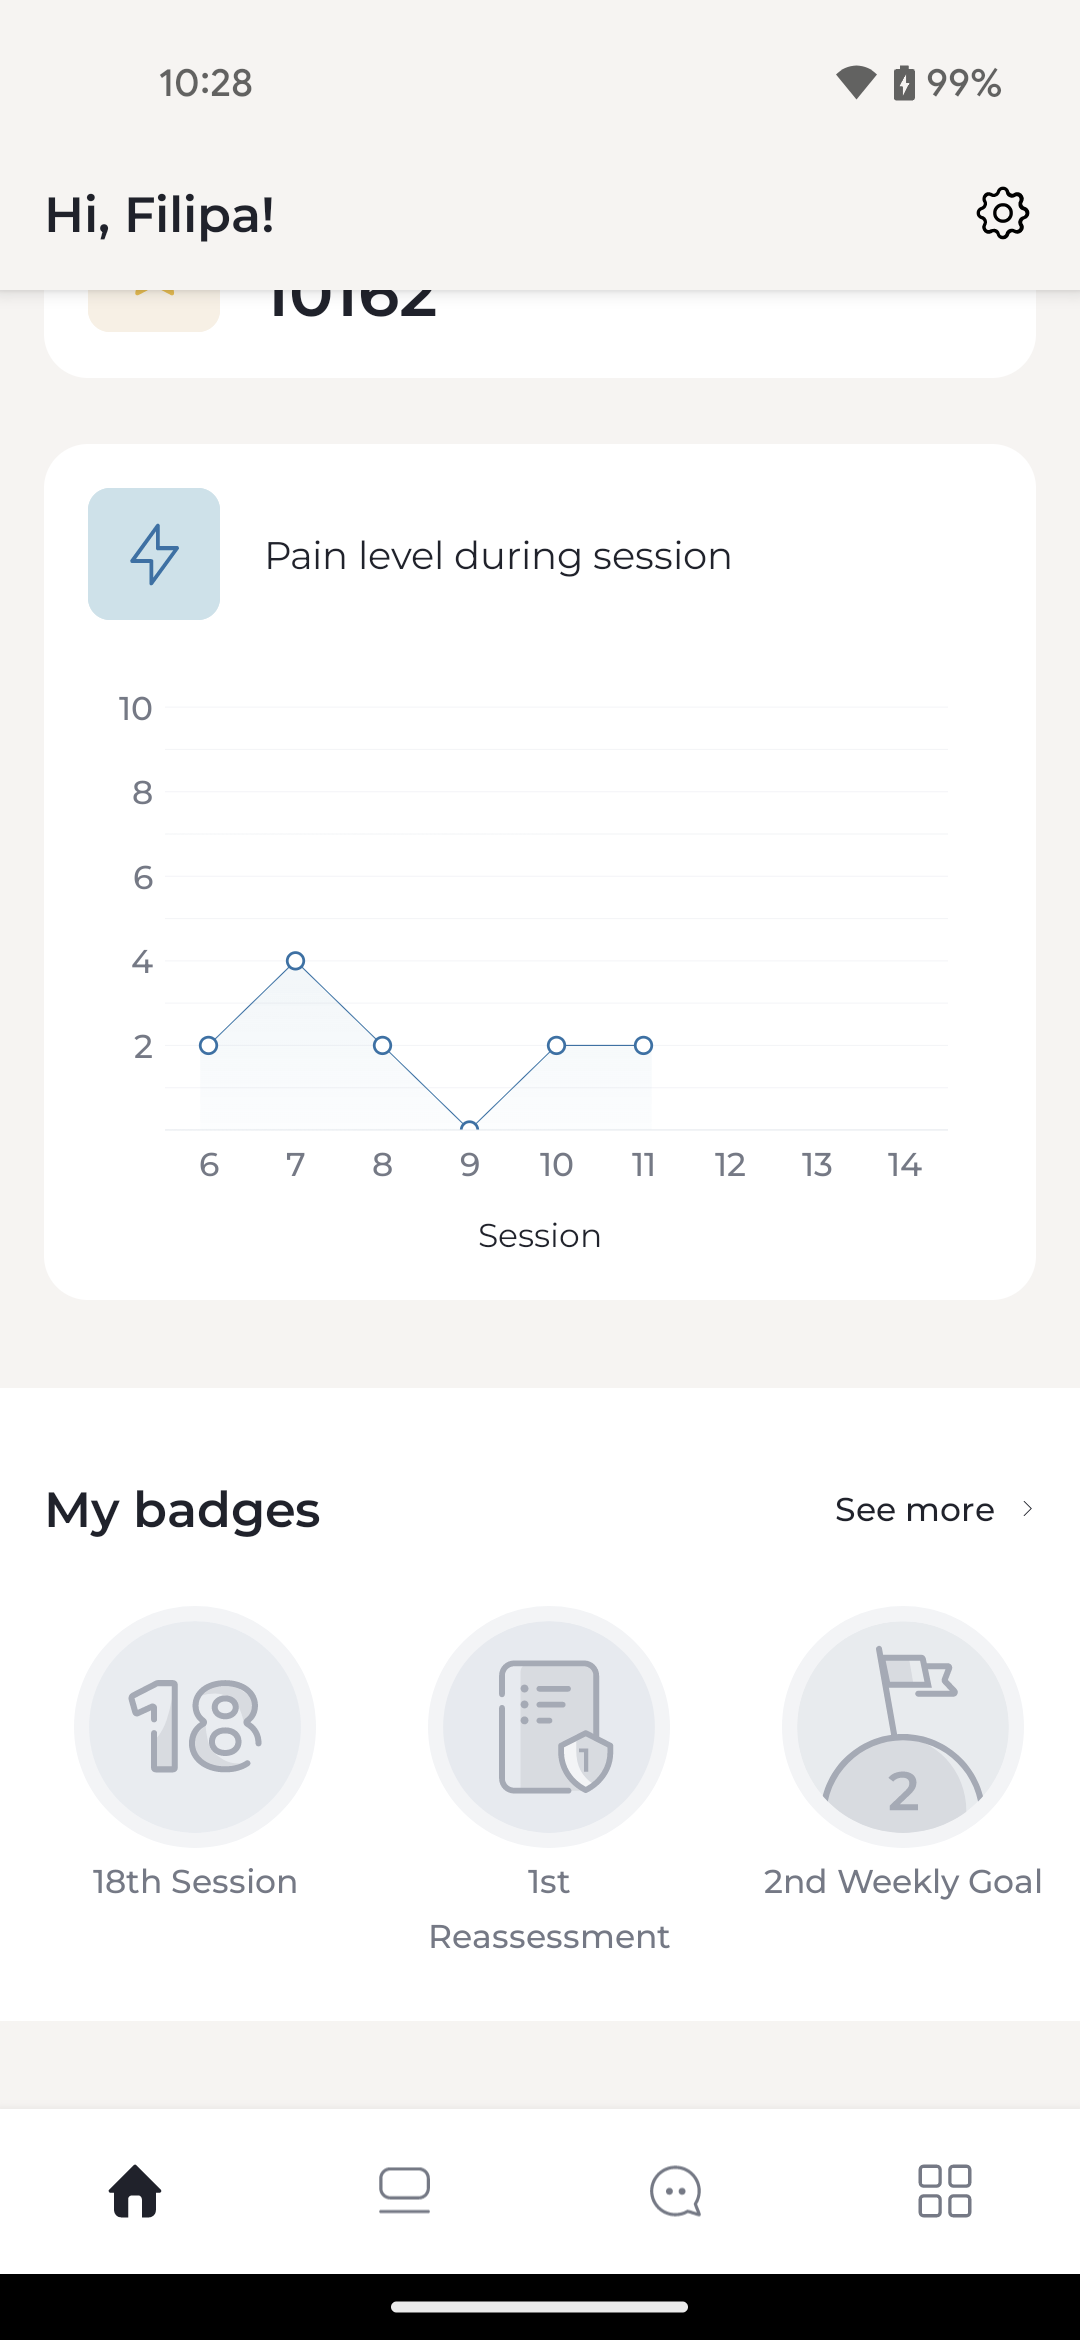 10:28
99%
Hi, Filipa!
10162
Pain level during session
10
8
6
4
2
6 7 8 9 10 11 12 13 14
Session
My badges
See more
18
1
2
18th Session
1st
Reassessment
2nd Weekly Goal